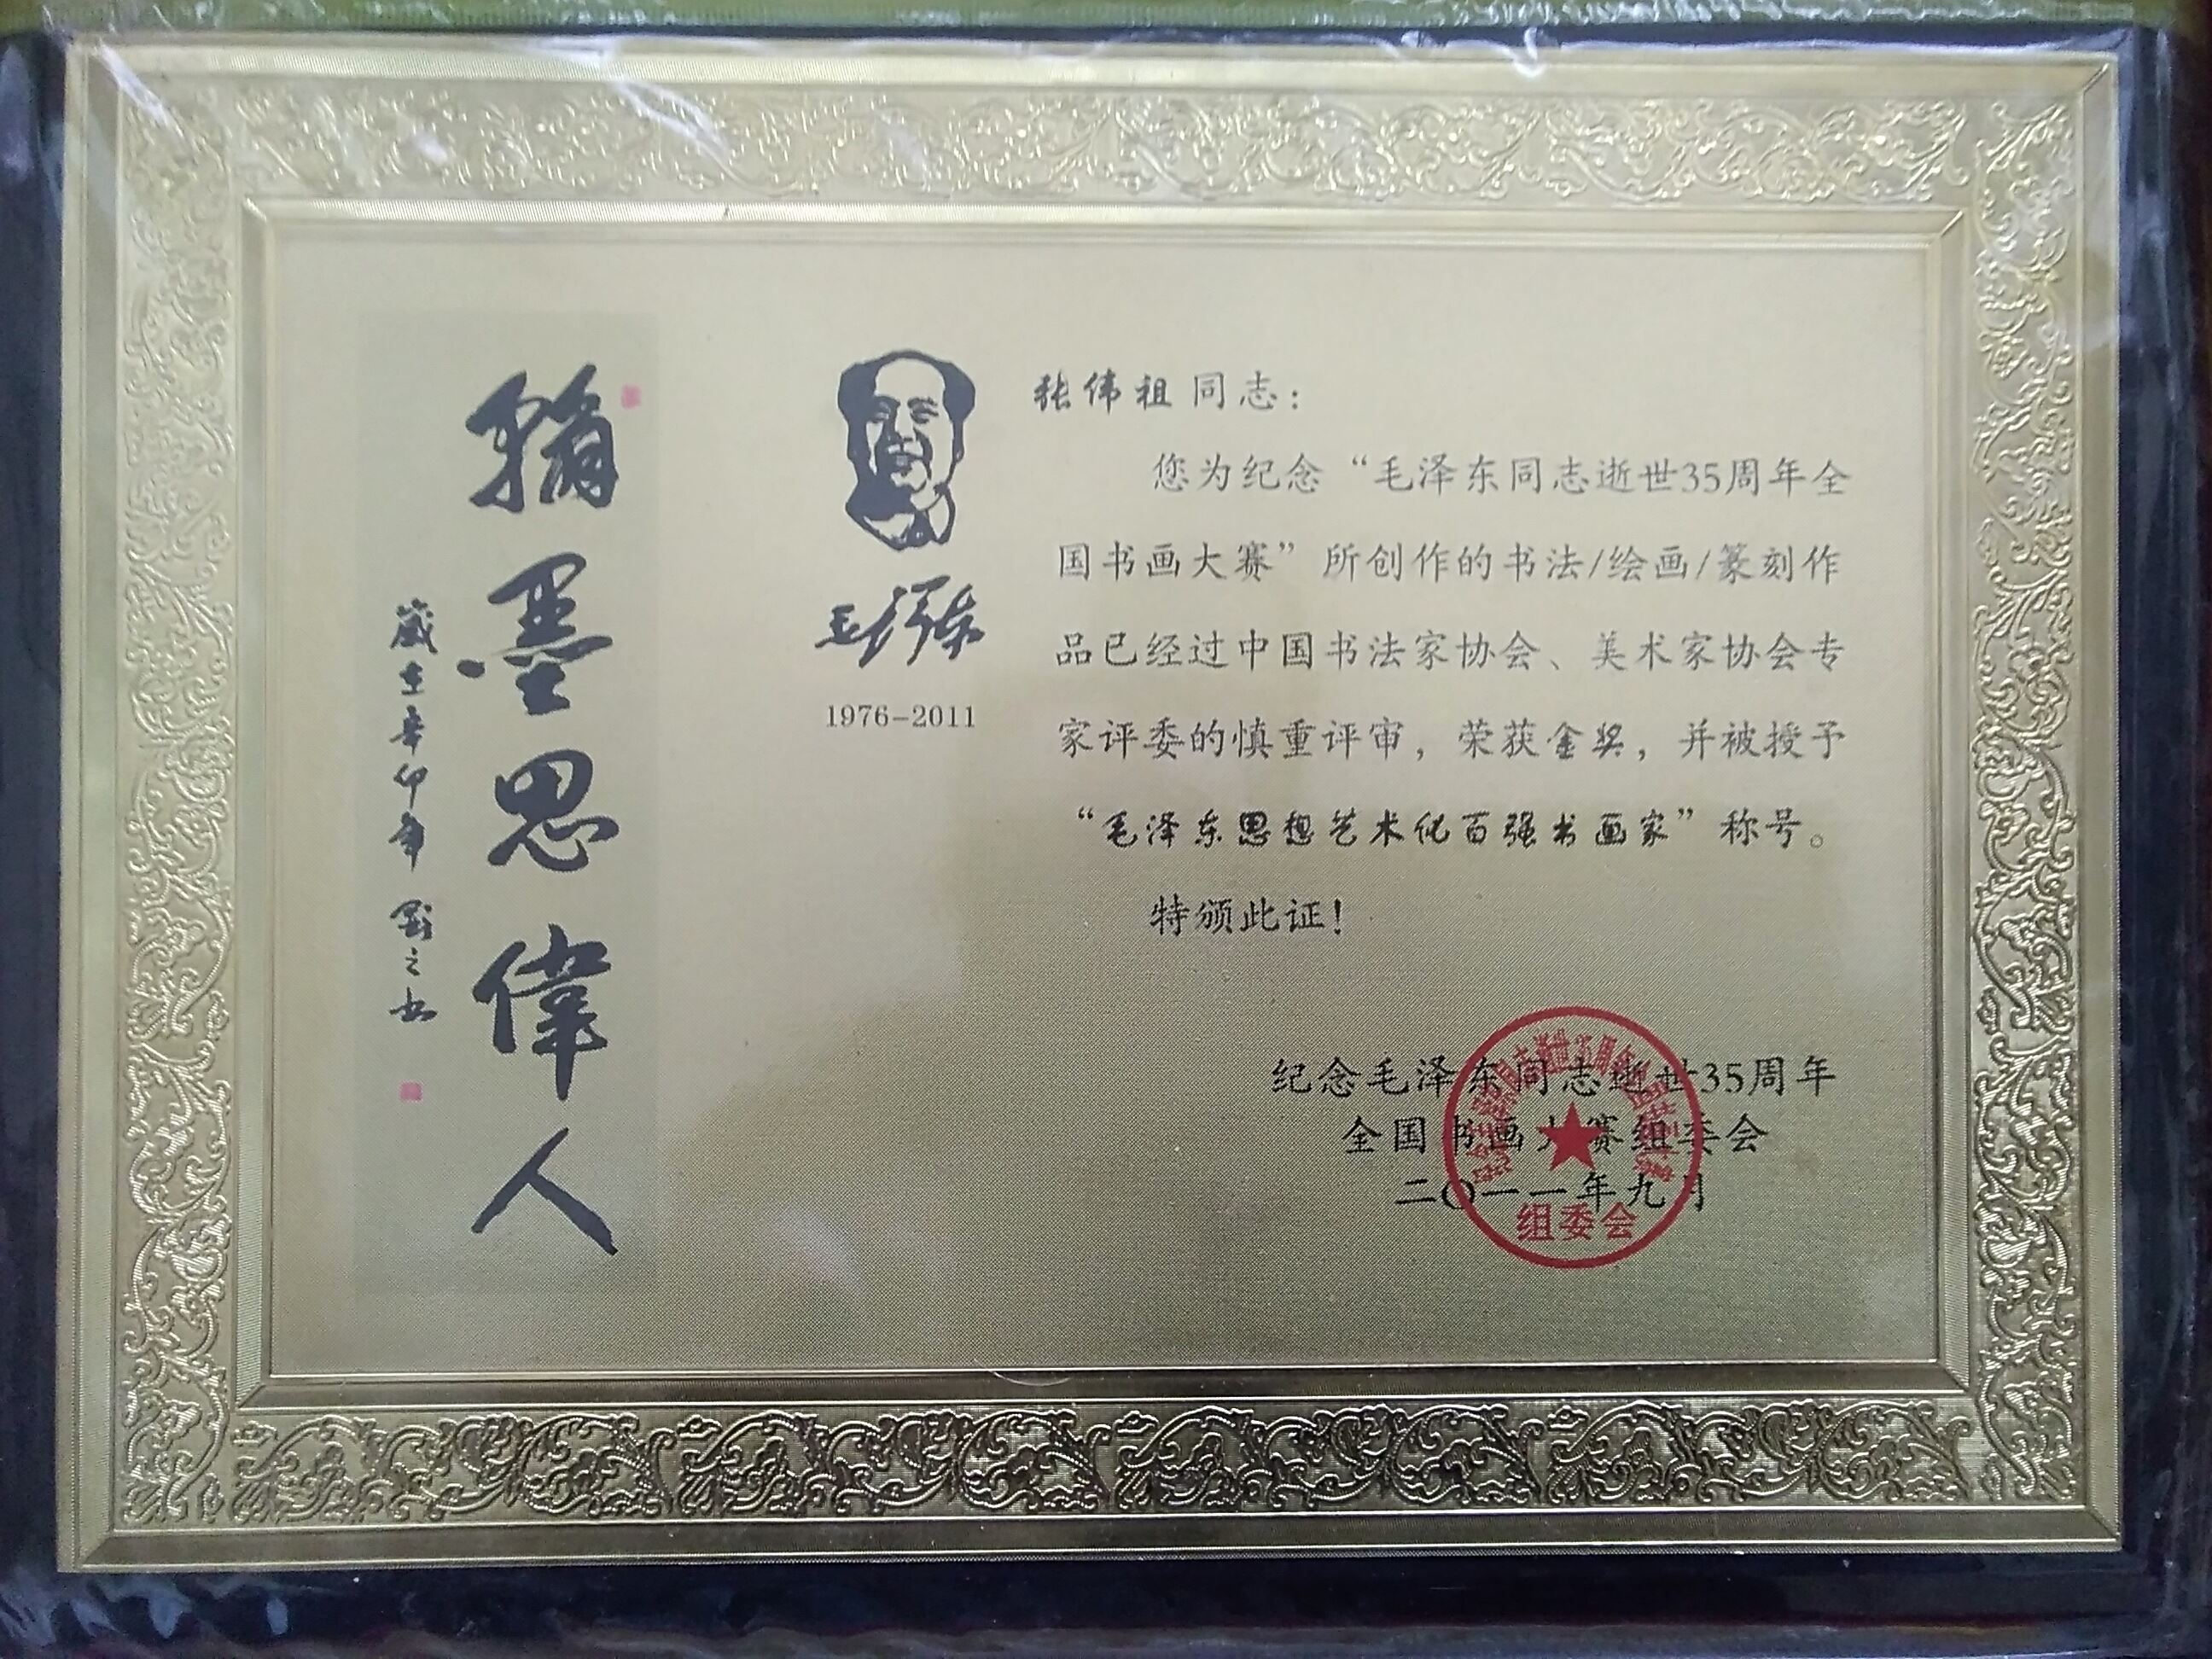 翰墨思偉人
歲在辛卯年劉之书
毛泽东
1976-2011
张伟祖同志：
您为纪念“毛泽东同志逝世35周年全
国书画大赛”所创作的书法/绘画/篆刻作
品已经过中国书法家协会、美术家协会专
家评委的慎重评审，荣获金奖，并被授予
“毛泽东思想艺术化百强书画家”称号。
特颁此证！
纪念毛泽东同志逝世35周年
全国书画大赛组委会
二〇一一年九月
组委会